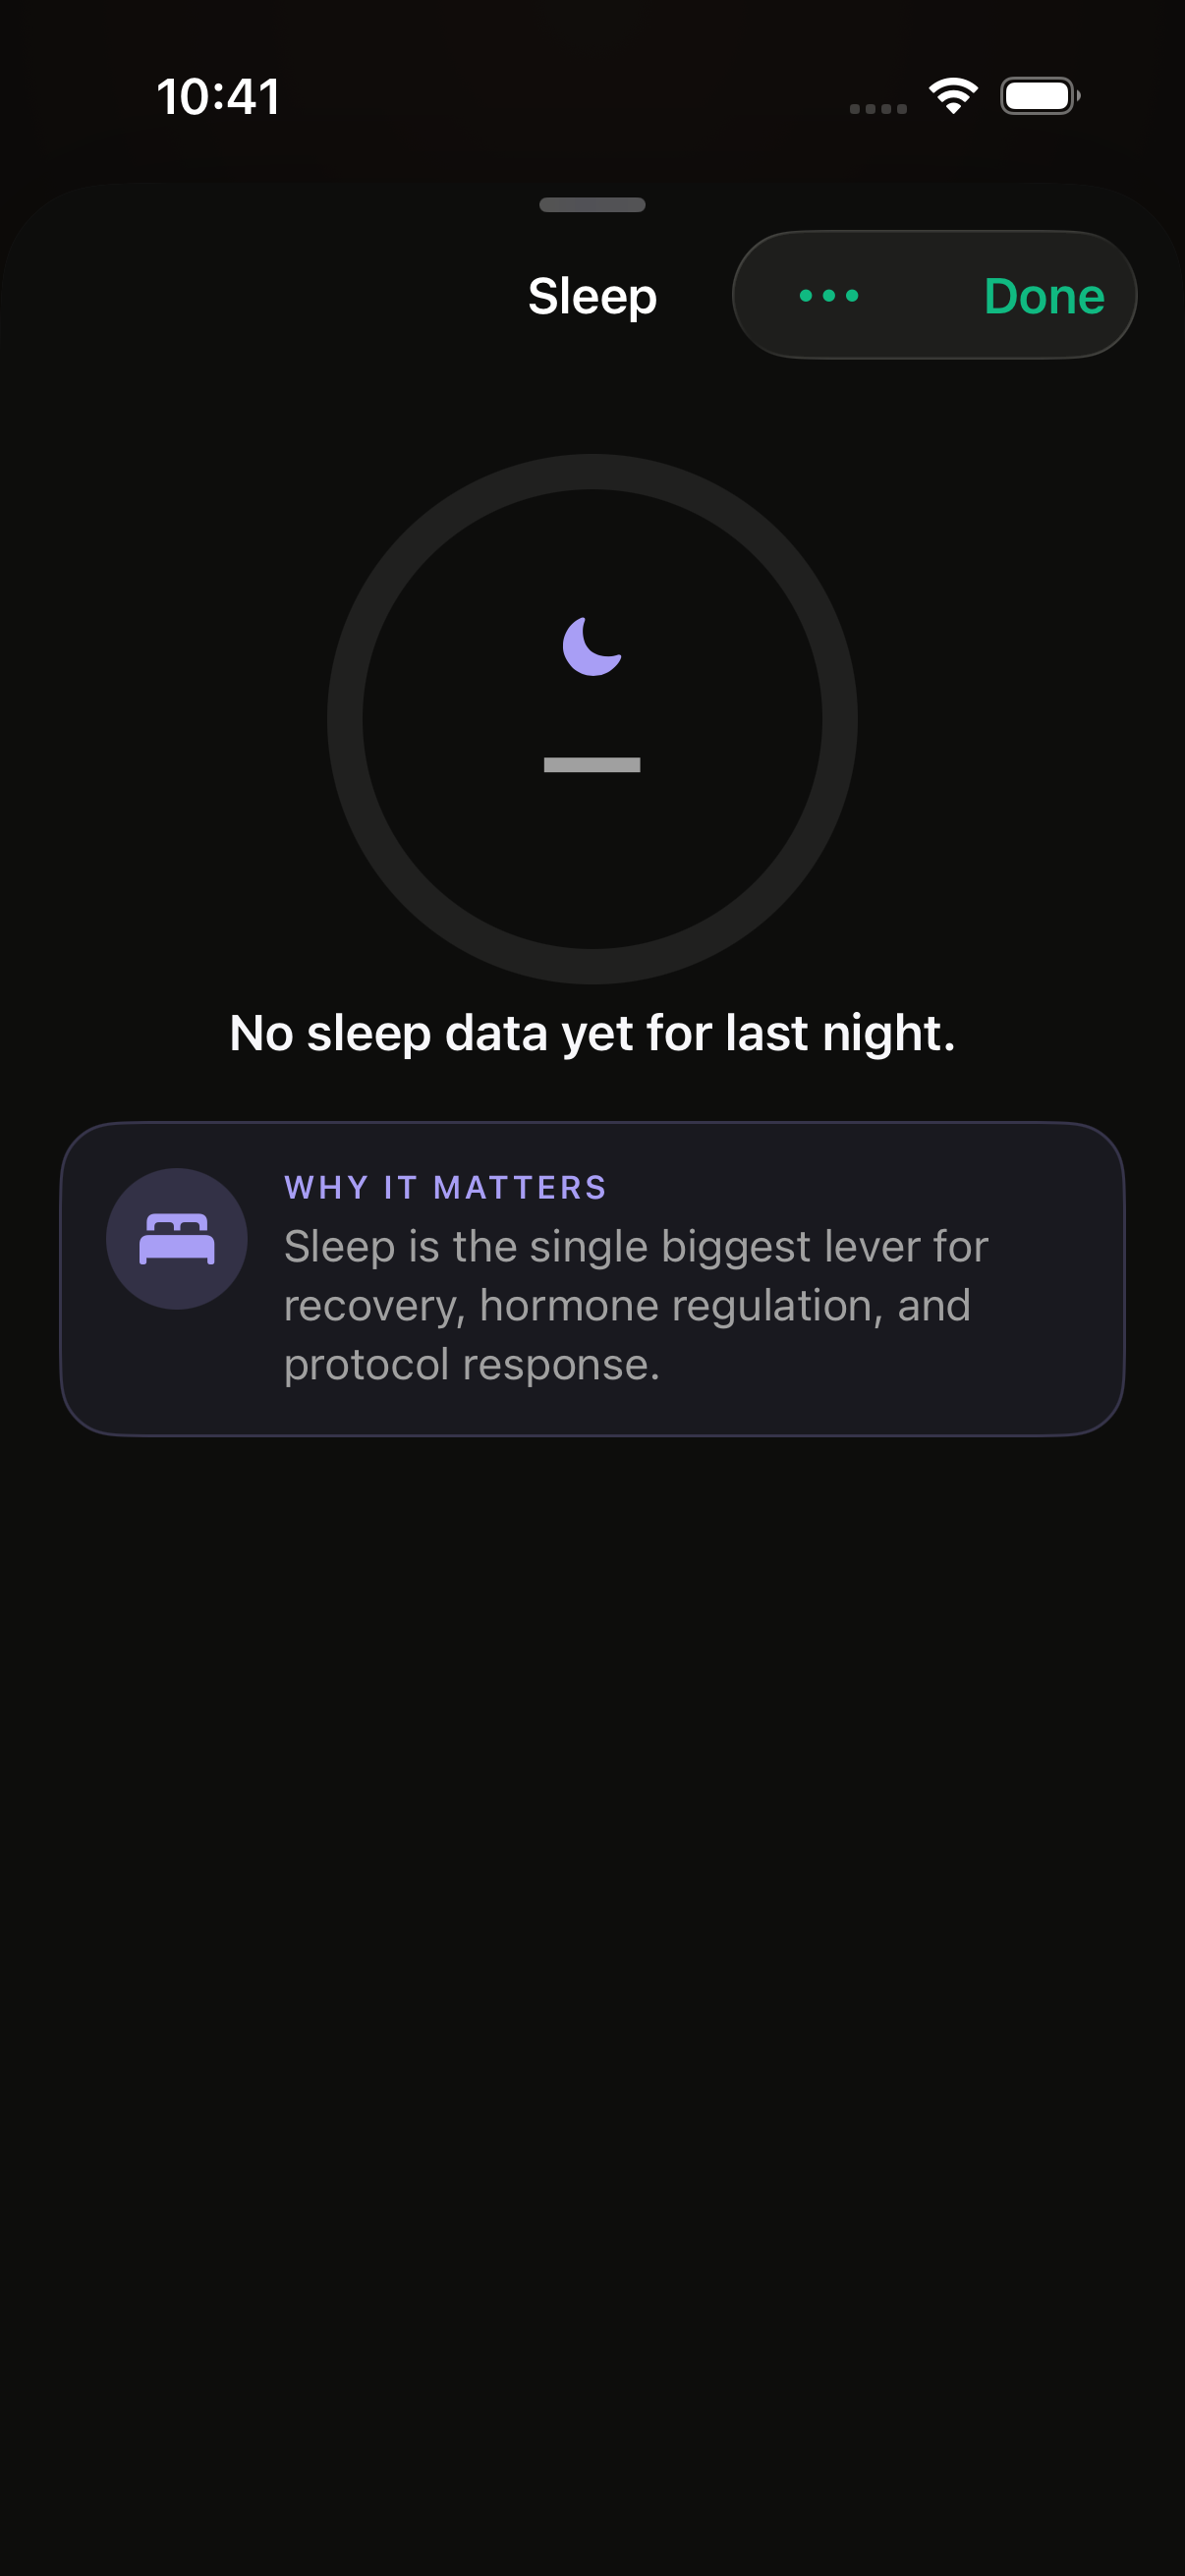 10:41
Sleep
Done
No sleep data yet for last night.
WHY IT MATTERS
Sleep is the single biggest lever for
recovery, hormone regulation, and
protocol response.